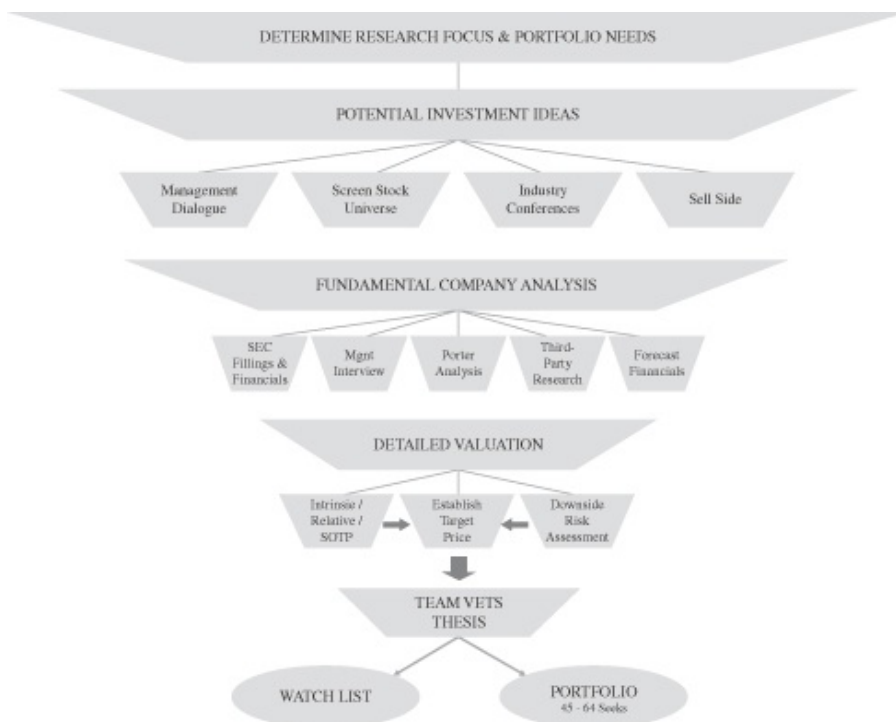 DETERMINE RESEARCH FOCUS & PORTFOLIO NEEDS
POTENTIAL INVESTMENT IDEAS
Management
Dialogue
Screen Stock
Universe
Industry
Conferences
Sell Side
FUNDAMENTAL COMPANY ANALYSIS
SEC
Fillings &
Financials
Mgnt
Interview
Porter
Analysis
Third-
Party
Research
Forecast
Financials
DETAILED VALUATION
Intrinsie /
Relative /
SOTP
Establish
Target
Price
Downside
Risk
Assessment
TEAM VETS
THESIS
WATCH LIST
PORTFOLIO
45 - 64 Seeks